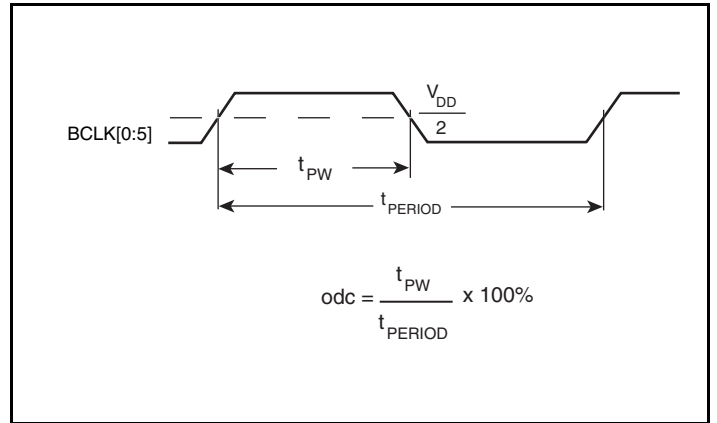 V_DD
2
BCLK[0:5]
t_PW
t_PERIOD
odc = t_PW / t_PERIOD x 100%